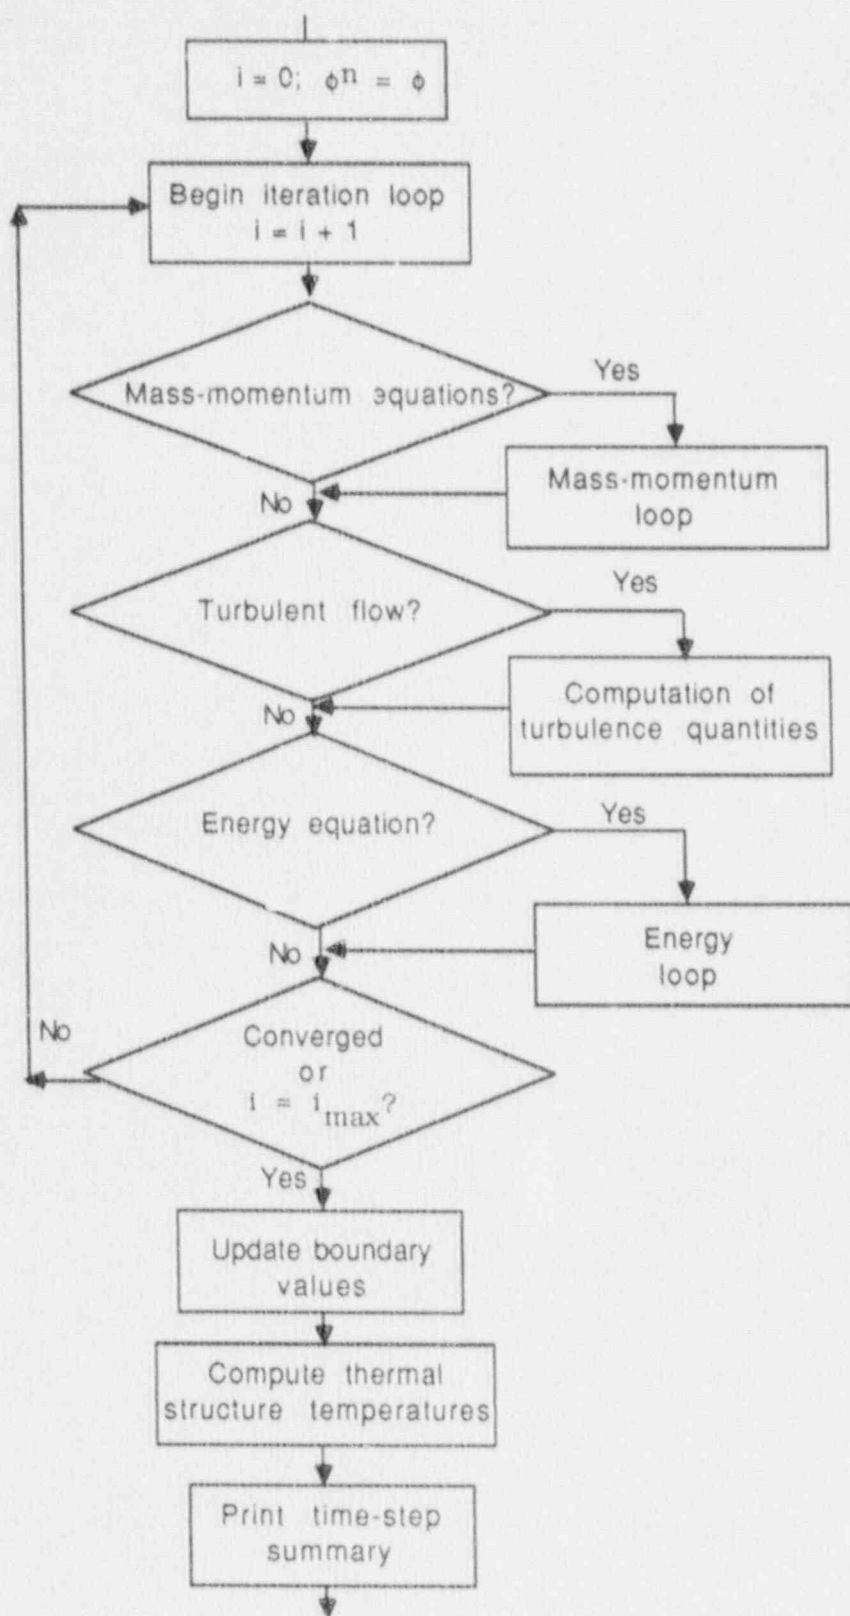 i = 0; ϕⁿ = ϕ
Begin iteration loop
i = i + 1
Mass-momentum equations?
Yes
Mass-momentum
loop
No
Turbulent flow?
Yes
Computation of
turbulence quantities
No
Energy equation?
Yes
Energy
loop
No
Converged
or
i = i_max?
No
Yes
Update boundary
values
Compute thermal
structure temperatures
Print time-step
summary